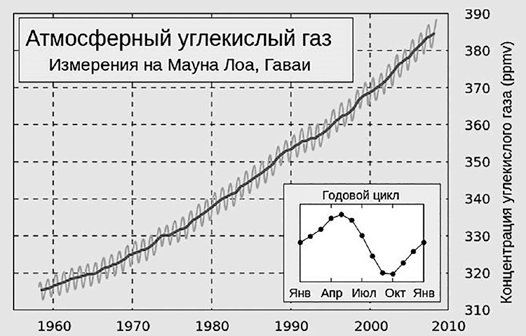 Атмосферный углекислый газ
Измерения на Мауна Лоа, Гаваи
390
380
370
360
350
340
330
320
310
Концентрация углекислого газа (ppmv)
Годовой цикл
Янв Апр Июл Окт Янв
1960 1970 1980 1990 2000 2010